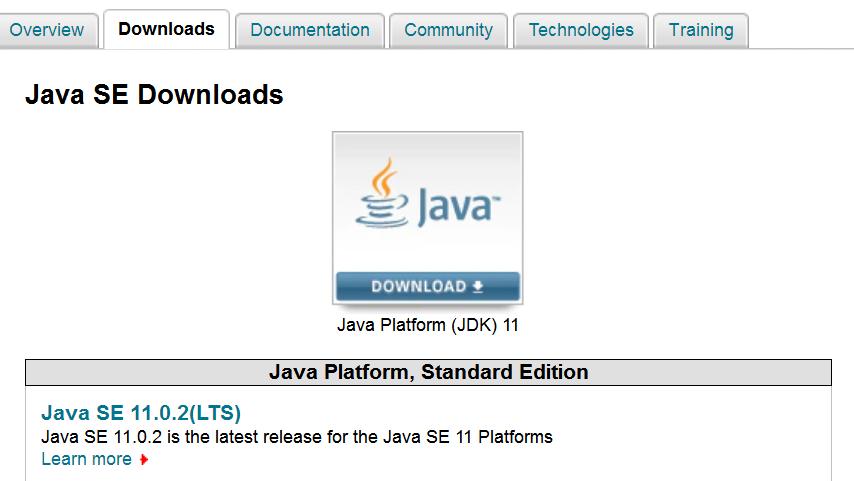 Overview Downloads Documentation Community Technologies Training
Java SE Downloads
Java™
DOWNLOAD
Java Platform (JDK) 11
Java Platform, Standard Edition
Java SE 11.0.2(LTS)
Java SE 11.0.2 is the latest release for the Java SE 11 Platforms
Learn more